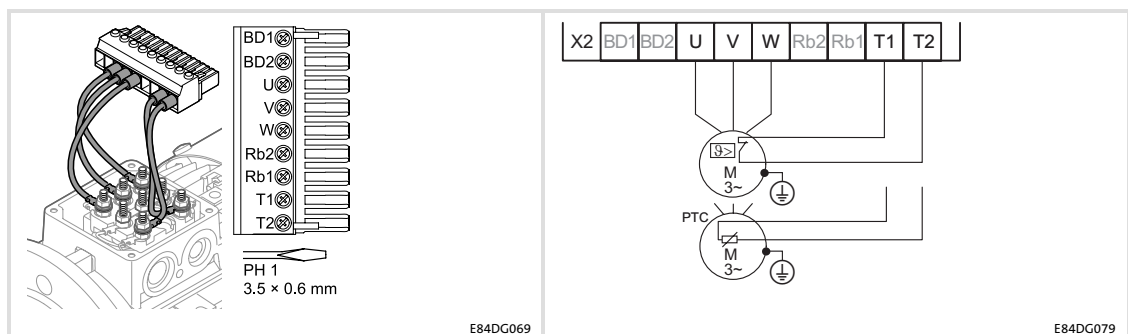 BD1
BD2
U
V
W
Rb2
Rb1
T1
T2
PH 1
3.5 × 0.6 mm
E84DG069
X2 BD1 BD2 U V W Rb2 Rb1 T1 T2
ϑ>
M
3~
PTC
M
3~
E84DG079